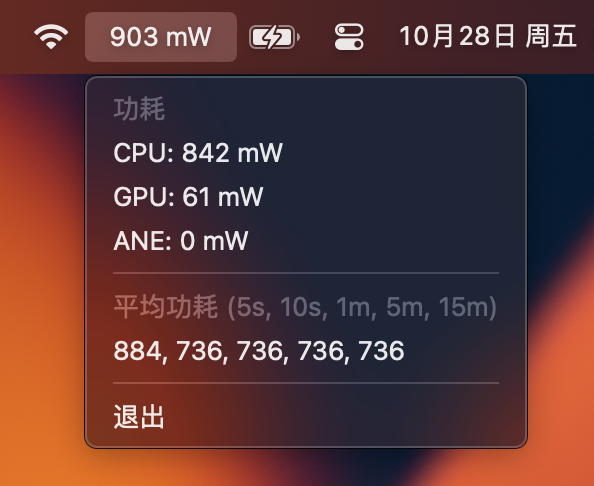 903 mW 10月28日 周五
功耗
CPU: 842 mW
GPU: 61 mW
ANE: 0 mW
平均功耗 (5s, 10s, 1m, 5m, 15m)
884, 736, 736, 736, 736
退出